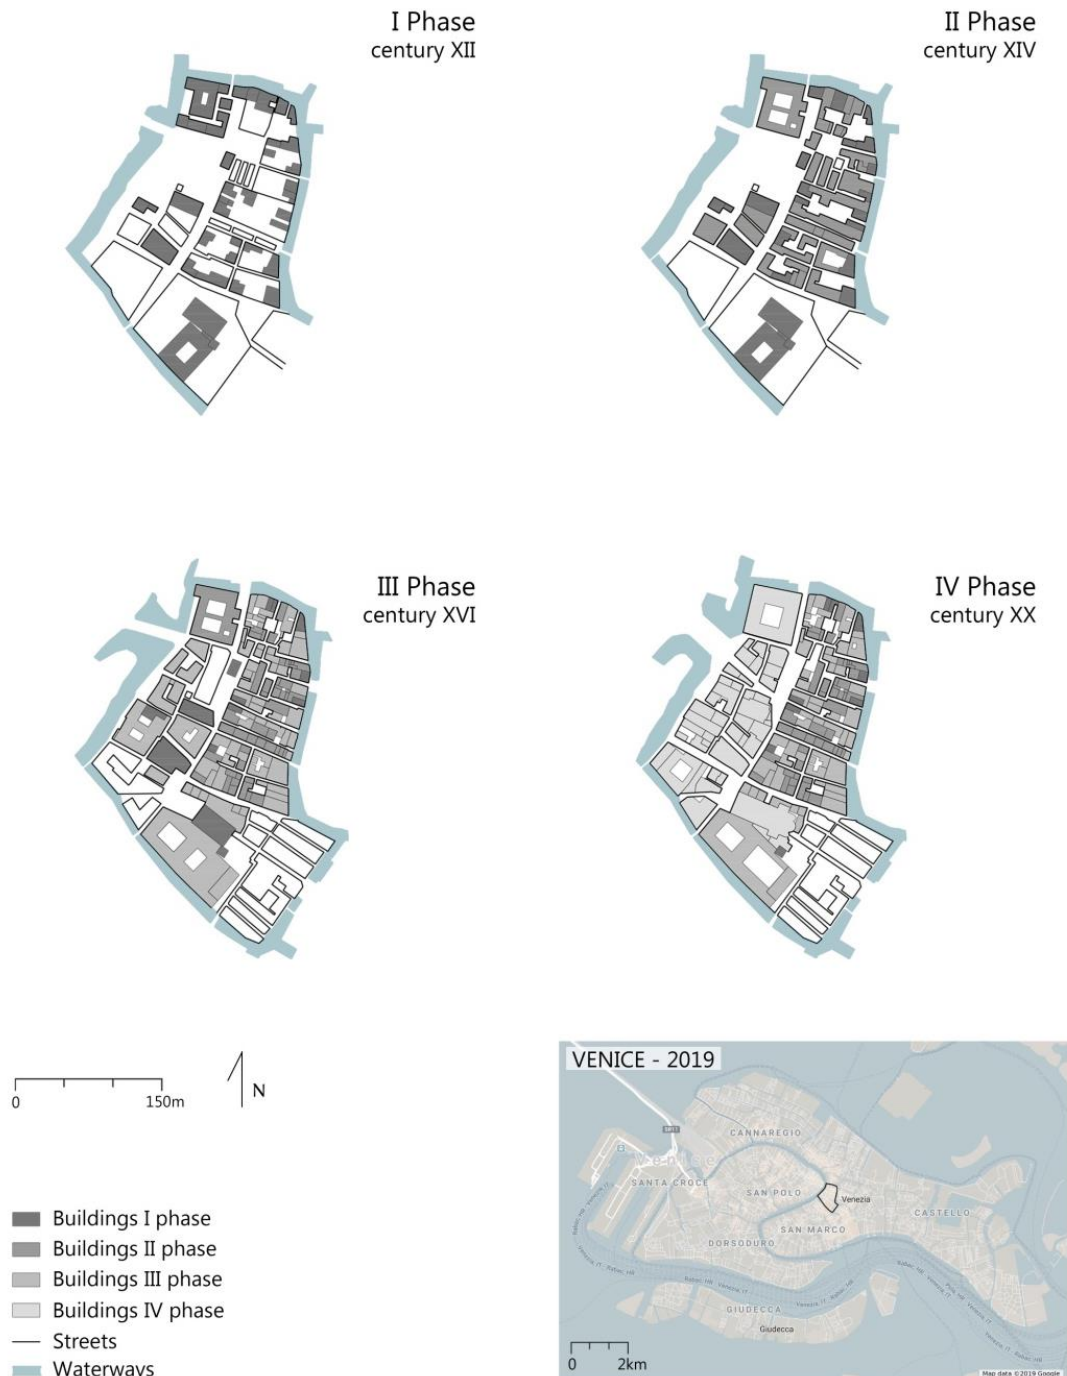 I Phase
century XII
II Phase
century XIV
III Phase
century XVI
IV Phase
century XX
0 150m
N
Buildings I phase
Buildings II phase
Buildings III phase
Buildings IV phase
Streets
Waterways
VENICE - 2019
CANNAREGIO
SANTA CROCE
SAN POLO
Venezia
CASTELLO
SAN MARCO
DORSODURO
GIUDECCA
Giudecca
0 2km
Map data ©2019 Google